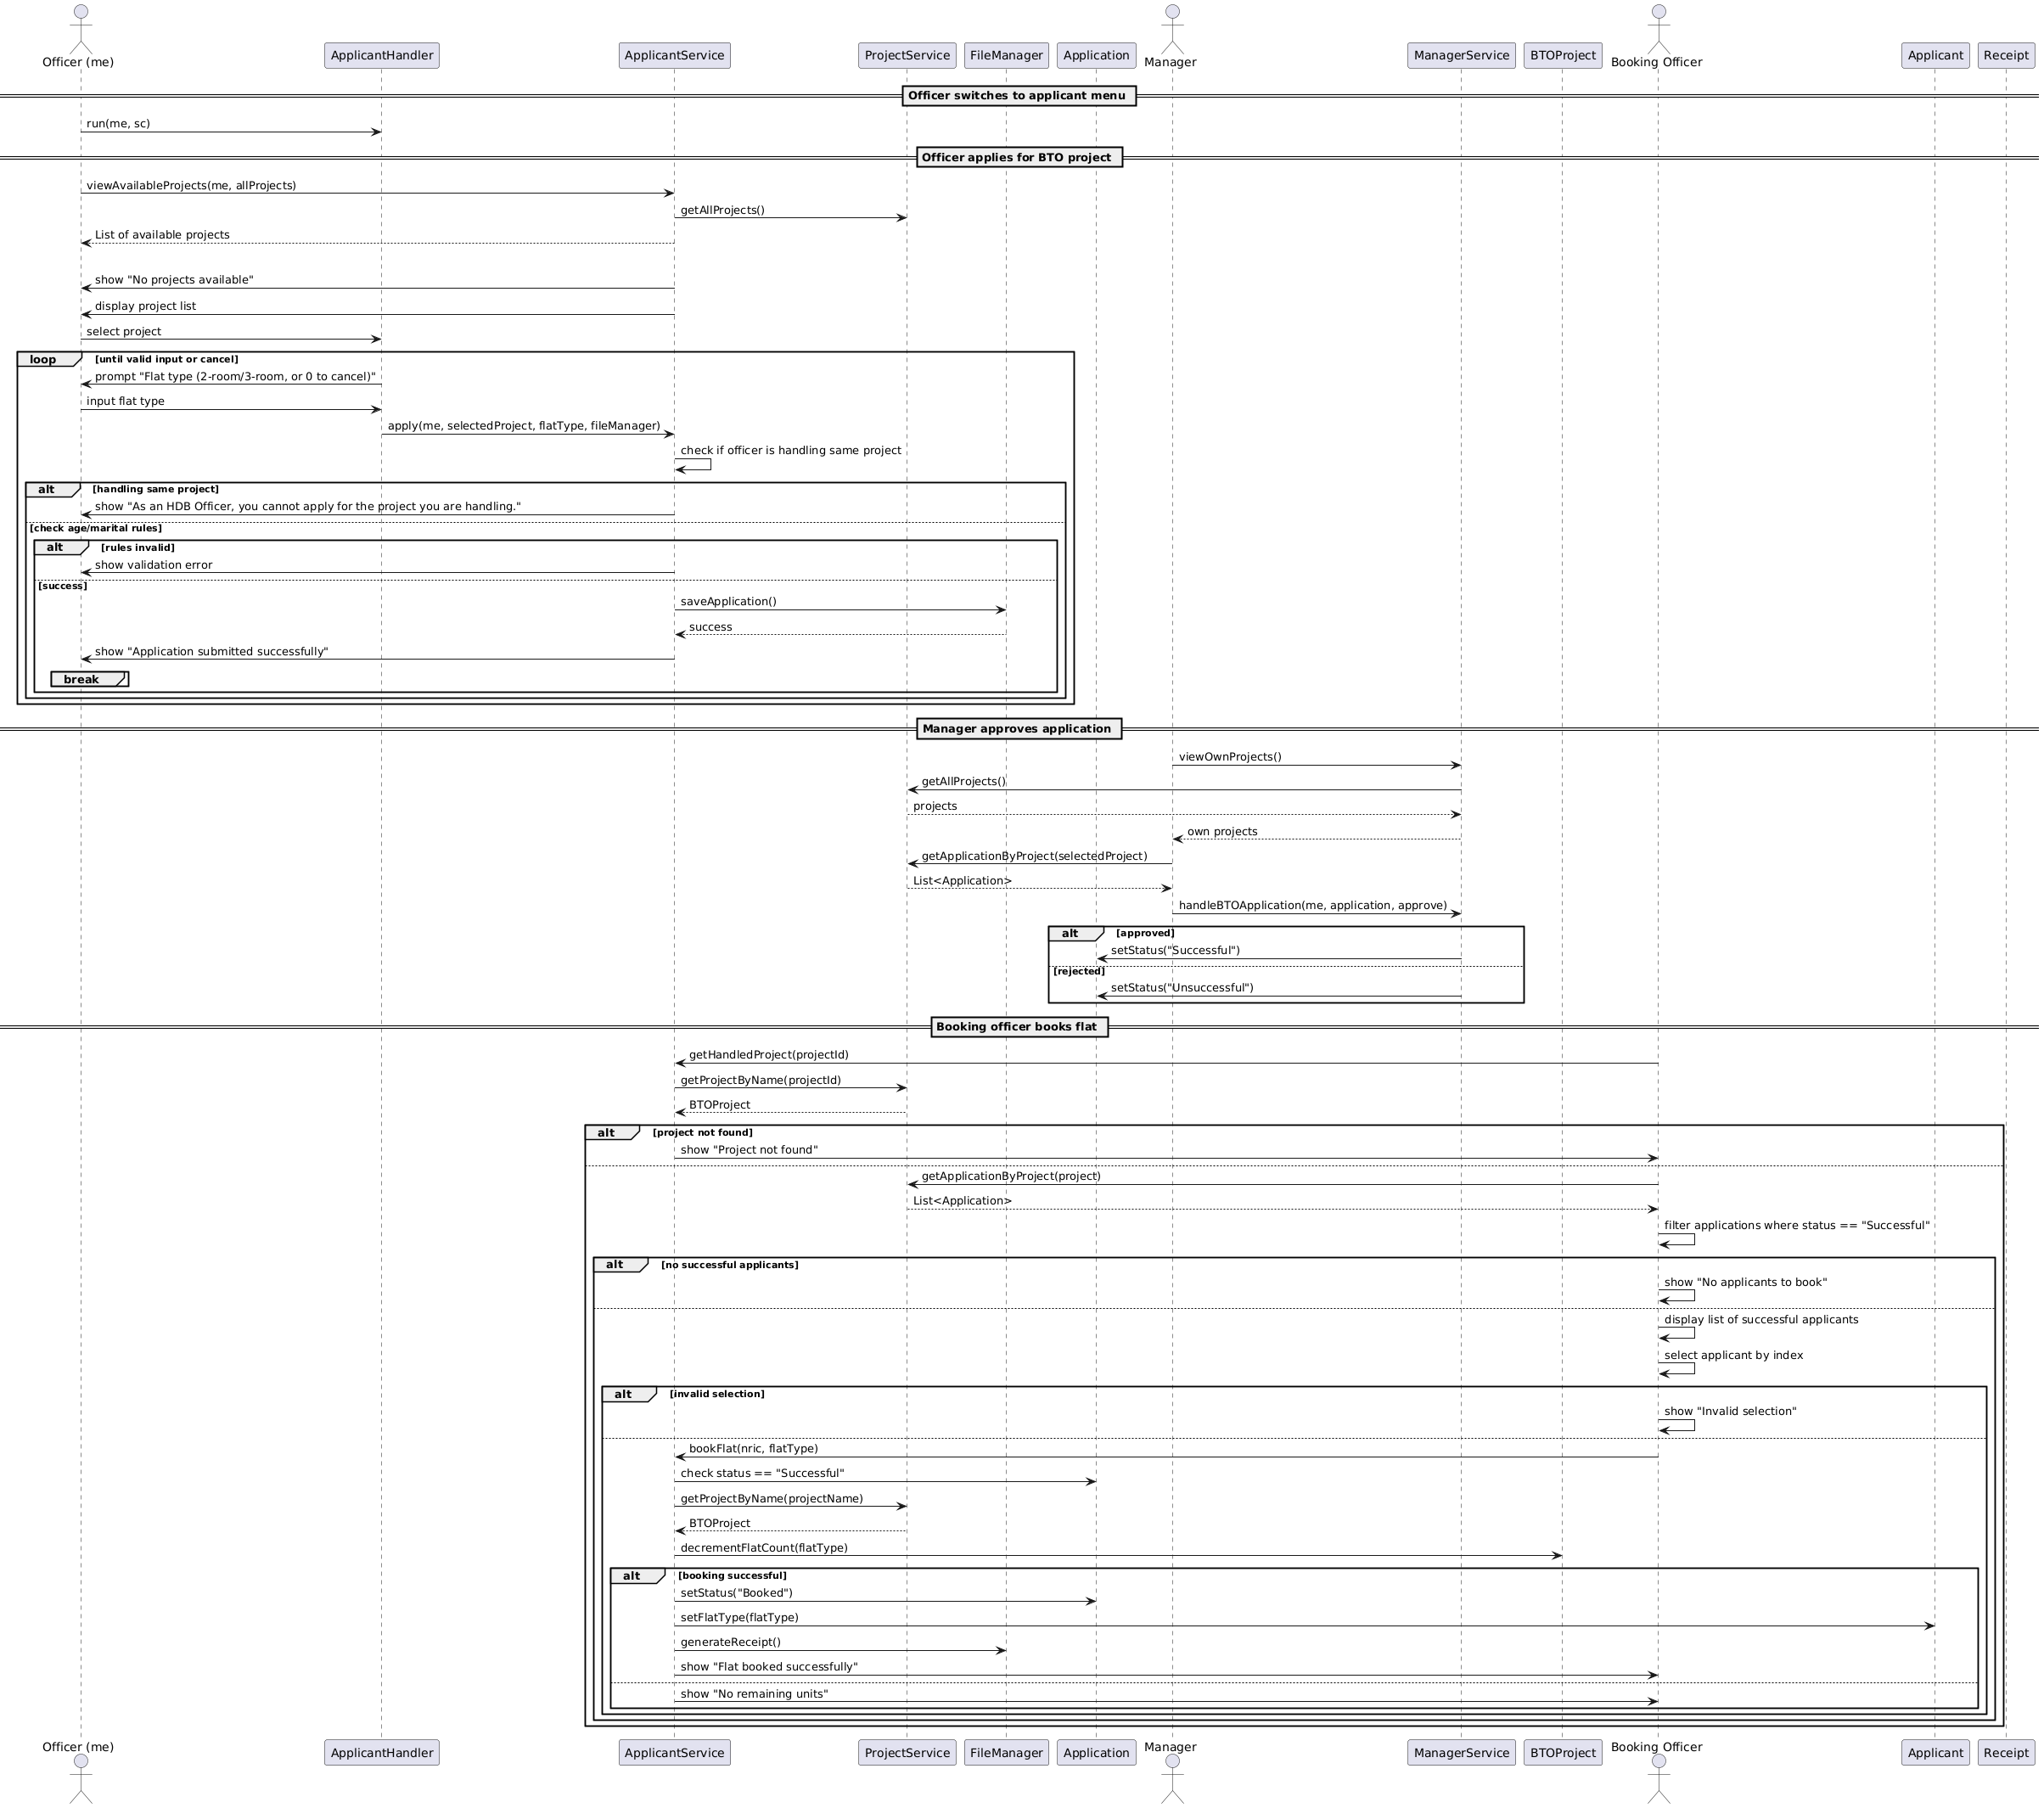 Officer (me)
ApplicantHandler
ApplicantService
ProjectService
FileManager
Application
Manager
ManagerService
BTOProject
Booking Officer
Applicant
Receipt
Officer switches to applicant menu
run(me, sc)
Officer applies for BTO project
viewAvailableProjects(me, allProjects)
getAllProjects()
List of available projects
show "No projects available"
display project list
select project
loop [until valid input or cancel]
prompt "Flat type (2-room/3-room, or 0 to cancel)"
input flat type
apply(me, selectedProject, flatType, fileManager)
check if officer is handling same project
alt [handling same project]
show "As an HDB Officer, you cannot apply for the project you are handling."
[check age/marital rules]
alt [rules invalid]
show validation error
[success]
saveApplication()
success
show "Application submitted successfully"
break
Manager approves application
viewOwnProjects()
getAllProjects()
projects
own projects
getApplicationByProject(selectedProject)
List<Application>
handleBTOApplication(me, application, approve)
alt [approved]
setStatus("Successful")
[rejected]
setStatus("Unsuccessful")
Booking officer books flat
getHandledProject(projectId)
getProjectByName(projectId)
BTOProject
alt [project not found]
show "Project not found"
getApplicationByProject(project)
List<Application>
filter applications where status == "Successful"
alt [no successful applicants]
show "No applicants to book"
display list of successful applicants
select applicant by index
alt [invalid selection]
show "Invalid selection"
bookFlat(nric, flatType)
check status == "Successful"
getProjectByName(projectName)
BTOProject
decrementFlatCount(flatType)
alt [booking successful]
setStatus("Booked")
setFlatType(flatType)
generateReceipt()
show "Flat booked successfully"
show "No remaining units"
Officer (me)
ApplicantHandler
ApplicantService
ProjectService
FileManager
Application
Manager
ManagerService
BTOProject
Booking Officer
Applicant
Receipt